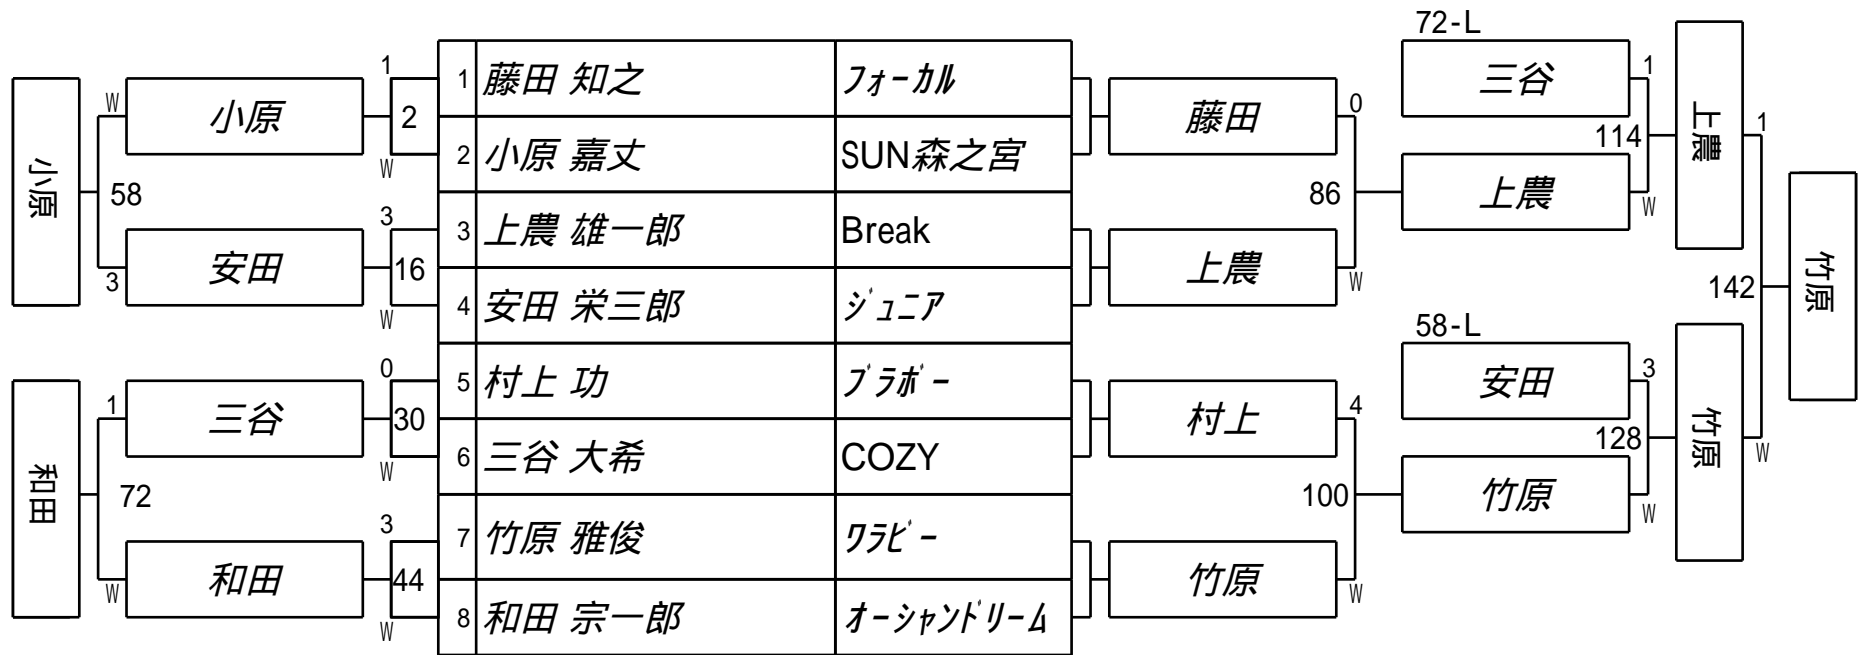 小原
和田
W
小原
58
3
安田
1
三谷
72
W
和田
1
2
W
3
16
W
0
30
W
3
44
W
1 藤田 知之 フォーカル
2 小原 嘉丈 SUN森之宮
3 上農 雄一郎 Break
4 安田 栄三郎 ジュニア
5 村上 功 ブラボー
6 三谷 大希 COZY
7 竹原 雅俊 ワラビー
8 和田 宗一郎 オーシャンドリーム
藤田
0
86
上農
W
村上
4
100
竹原
W
72-L
三谷
1
114
上農
W
58-L
安田
3
128
竹原
W
上農
1
142
竹原
W
竹原